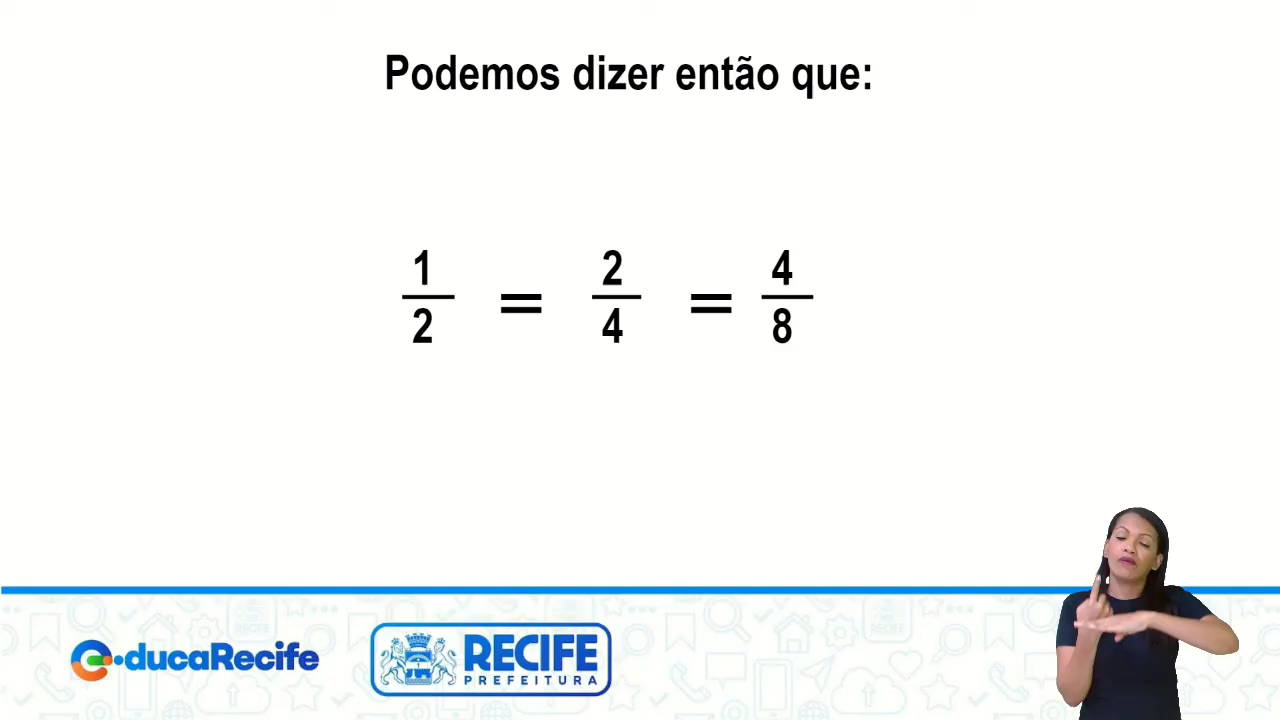 Podemos dizer então que:
1/2 = 2/4 = 4/8
educaRecife
RECIFE
PREFEITURA